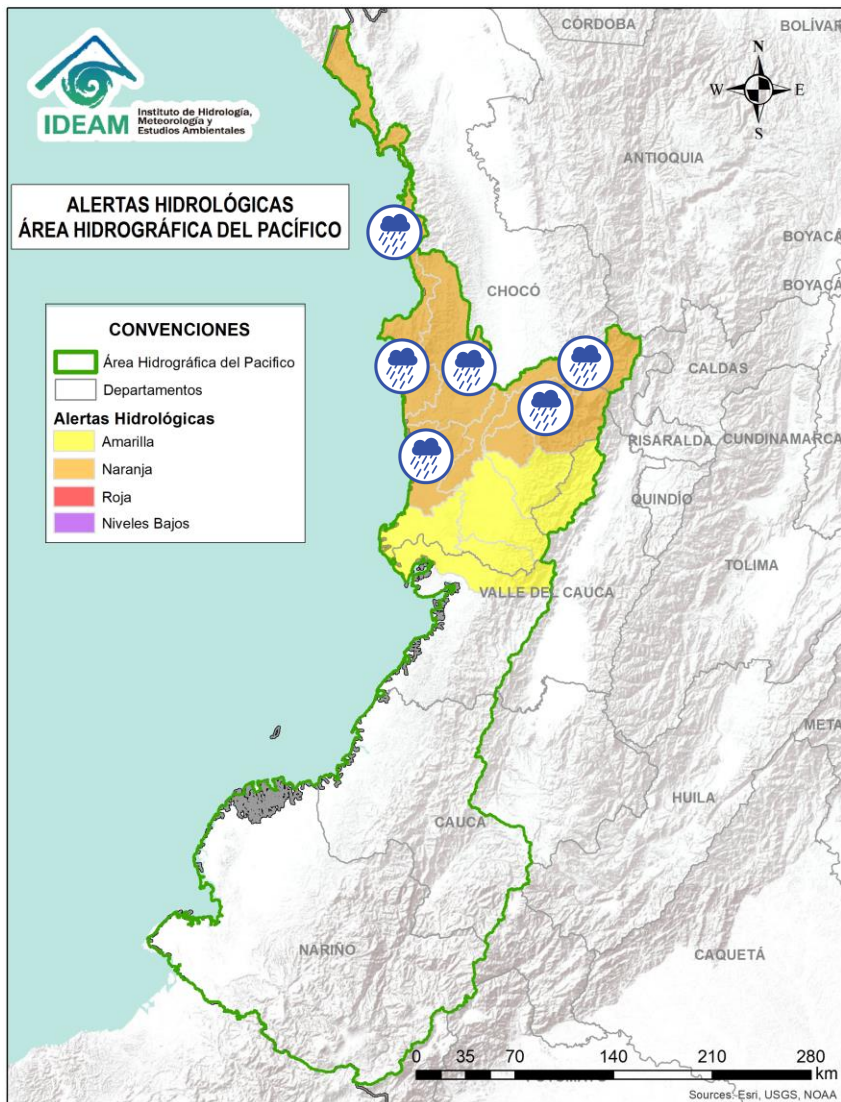 CÓRDOBA
BOLÍVAR
IDEAM
Instituto de Hidrología,
Meteorología y
Estudios Ambientales
N
W
E
S
ANTIOQUIA
ALERTAS HIDROLÓGICAS
ÁREA HIDROGRÁFICA DEL PACÍFICO
BOYACÁ
BOYACÁ
CHOCÓ
CONVENCIONES
Área Hidrográfica del Pacifico
Departamentos
Alertas Hidrológicas
Amarilla
Naranja
Roja
Niveles Bajos
CALDAS
RISARALDA
CUNDINAMARCA
QUINDÍO
TOLIMA
VALLE DEL CAUCA
META
HUILA
CAUCA
NARIÑO
CAQUETÁ
0 35 70 140 210 280
km
Sources: Esri, USGS, NOAA